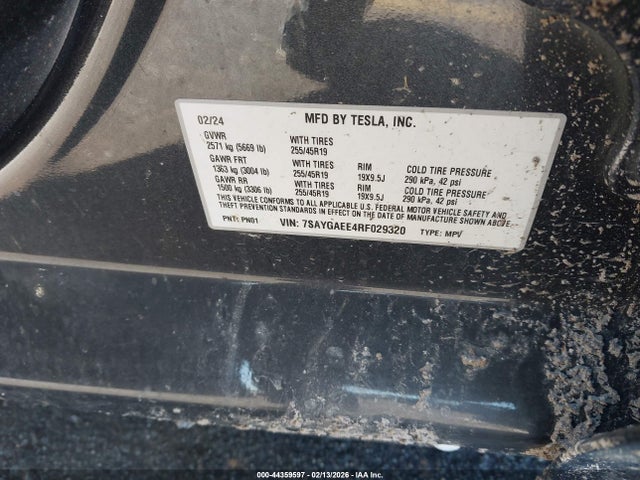 02/24 MFD BY TESLA, INC.
GVWR
2571 kg (5669 lb) WITH TIRES 255/45R19
GAWR FRT
1363 kg (3004 lb) WITH TIRES 255/45R19 RIM 19X9.5J COLD TIRE PRESSURE 290 kPa, 42 psi
GAWR RR
1500 kg (3306 lb) WITH TIRES 255/45R19 RIM 19X9.5J COLD TIRE PRESSURE 290 kPa, 42 psi
THIS VEHICLE CONFORMS TO ALL APPLICABLE U.S. FEDERAL MOTOR VEHICLE SAFETY AND
THEFT PREVENTION STANDARDS IN EFFECT ON THE DATE OF MANUFACTURE SHOWN ABOVE.
PNT: PN01 VIN: 7SAYGAEE4RF029320 TYPE: MPV
000-44359597 - 02/13/2026 - IAA Inc.